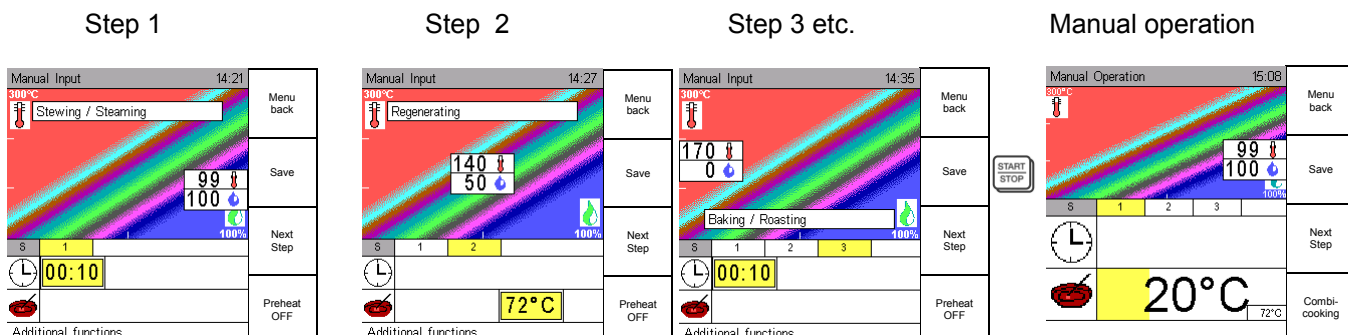 Step 1
Step 2
Step 3 etc.
Manual operation
Manual Input 14:21
300°C
Stewing / Steaming
99
100
100%
S 1
00:10
Additional functions
Menu
back
Save
Next
Step
Preheat
OFF
Manual Input 14:27
300°C
Regenerating
140
50
100%
S 1 2
72°C
Additional functions
Menu
back
Save
Next
Step
Preheat
OFF
Manual Input 14:35
300°C
170
0
Baking / Roasting
100%
S 1 2 3
00:10
Additional functions
Menu
back
Save
Next
Step
Preheat
OFF
START
STOP
Manual Operation 15:08
300°C
99
100
100%
S 1 2 3
20°C
72°C
Menu
back
Save
Next
Step
Combi-
cooking